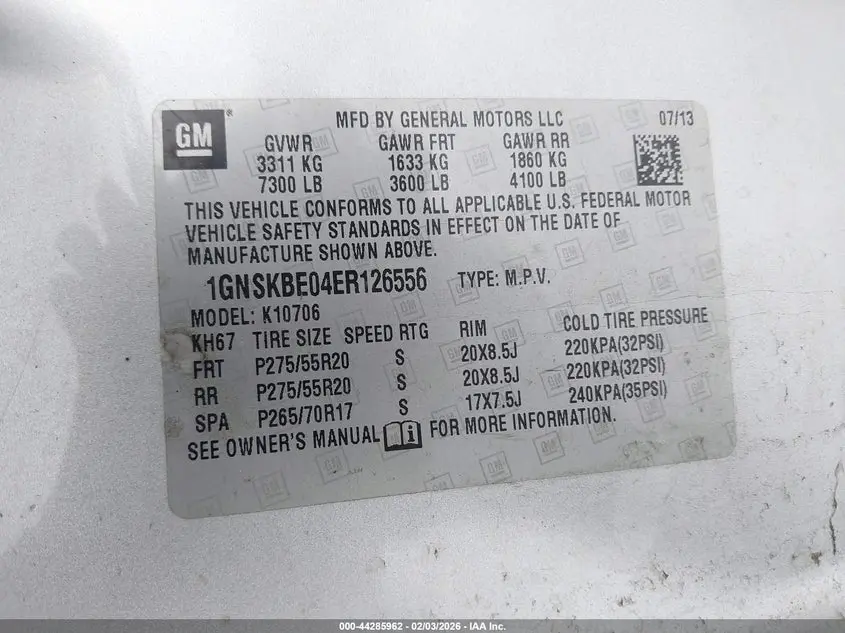 GM ® MFD BY GENERAL MOTORS LLC 07/13
GVWR GAWR FRT GAWR RR
3311 KG 1633 KG 1860 KG
7300 LB 3600 LB 4100 LB
THIS VEHICLE CONFORMS TO ALL APPLICABLE U.S. FEDERAL MOTOR
VEHICLE SAFETY STANDARDS IN EFFECT ON THE DATE OF
MANUFACTURE SHOWN ABOVE.
1GNSKBE04ER126556 TYPE: M.P.V.
MODEL: K10706
KH67 TIRE SIZE SPEED RTG RIM COLD TIRE PRESSURE
FRT P275/55R20 S 20X8.5J 220KPA(32PSI)
RR P275/55R20 S 20X8.5J 220KPA(32PSI)
SPA P265/70R17 S 17X7.5J 240KPA(35PSI)
SEE OWNER'S MANUAL i FOR MORE INFORMATION.
000-44285962 - 02/03/2026 - IAA Inc.